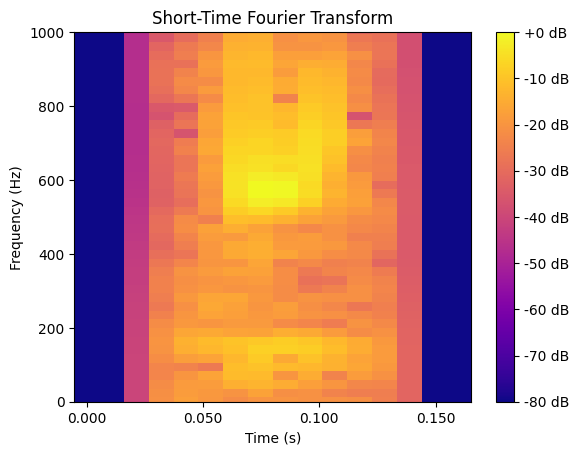 Short-Time Fourier Transform
Frequency (Hz)
1000
800
600
400
200
0
0.000
0.050
0.100
0.150
Time (s)
+0 dB
-10 dB
-20 dB
-30 dB
-40 dB
-50 dB
-60 dB
-70 dB
-80 dB